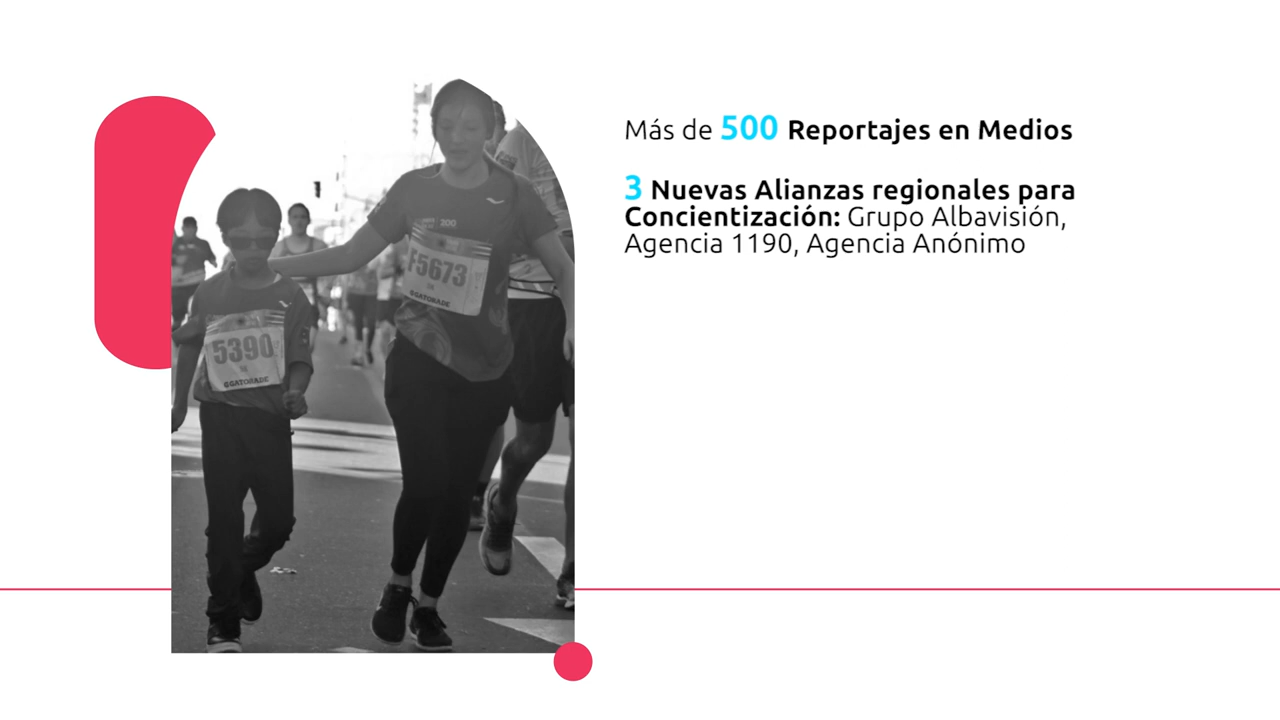 Más de 500 Reportajes en Medios
3 Nuevas Alianzas regionales para
Concientización: Grupo Albavisión,
Agencia 1190, Agencia Anónimo
200
F5673
GATORADE
5390
GATORADE